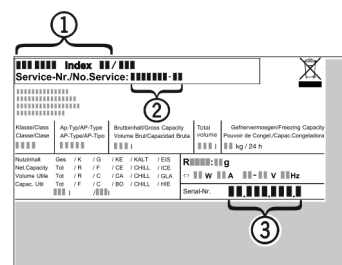 1
Index /
Service-Nr./No.Service: -
2
Klasse/Class Ap-Typ/AP-Type Bruttoinhalt/Gross Capacity Total Gefriervermoegen/Freezing Capacity
Classe/Clase AP-Type/AP-Tipo Volume Brut/Capacidad Bruta volume Pouvoir de Congel./Capac.Congeladora
l l kg / 24 h
Nutzinhalt Ges / K / G / KE / KALT / EIS
Net.Capacity Tot / R / F / CE / CHILL / ICE
Volume Utile Tot / R / C / CA / CHILL / GLA
Capac. Util Tot / F / C / BO / CHILL / HIE
l / l
R : g
W A - V Hz
Serial-Nr. . . .
3